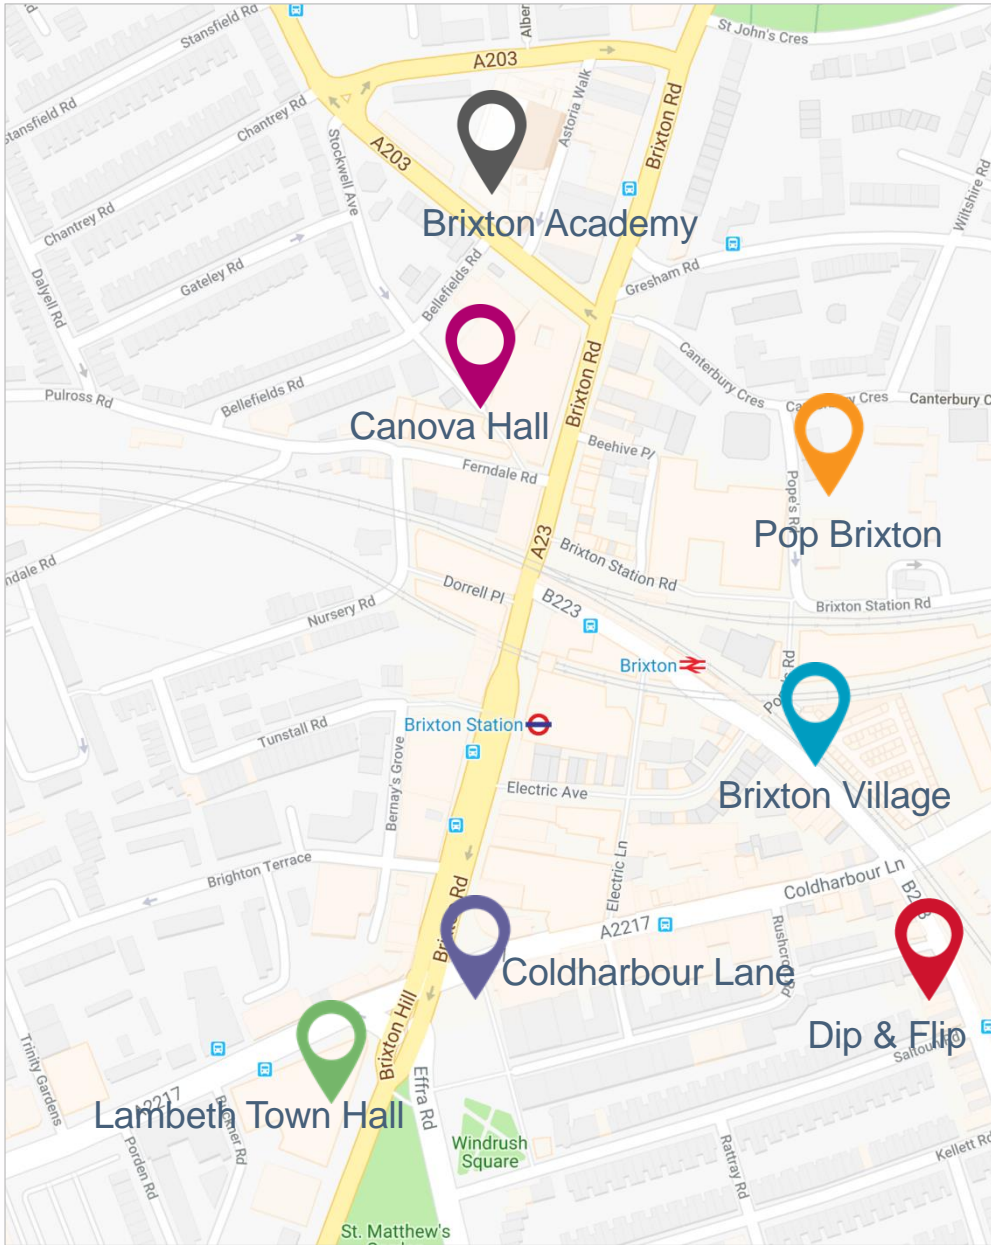 St John's Cres
Stansfield Rd
A203
Astoria Walk
Stansfield Rd
Chantrey Rd
Stockwell Ave
A203
Brixton Rd
Wiltshire Rd
Brixton Academy
Chantrey Rd
Gateley Rd
Bellefields Rd
Gresham Rd
Dalyell Rd
Brixton Rd
Canterbury Cres
Pulross Rd
Bellefields Rd
Cres
Canterbury C
Canova Hall
Beehive Pl
Ferndale Rd
Pope's Rd
Pop Brixton
A23
Brixton Station Rd
ndale Rd
Dorrell Pl
B223
Nursery Rd
Brixton Station Rd
Brixton
Tunstall Rd
Brixton Station
Bernay's Grove
Electric Ave
Brixton Village
Brighton Terrace
Electric Ln
Coldharbour Ln
A2217
Coldharbour Lane
Brixton Hill
Dip & Flip
Trinity Gardens
A2217
Lambeth Town Hall
Effra Rd
Porden Rd
Windrush
Square
Rattray Rd
Kellett Rd
St. Matthew's